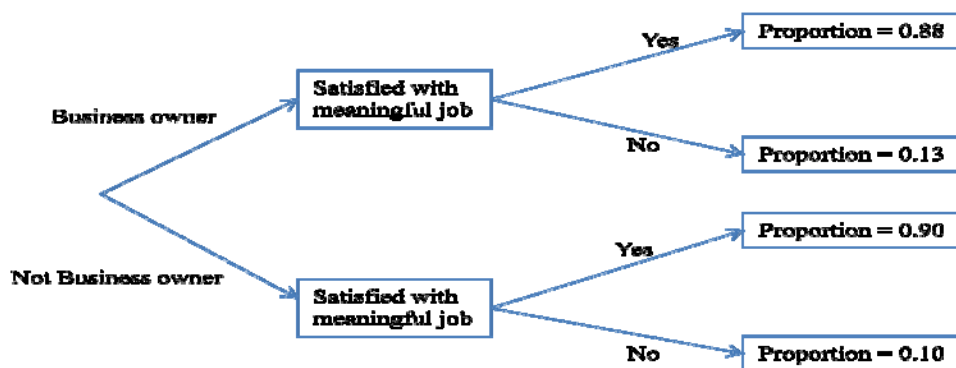 Yes
Proportion = 0.88
Satisfied with
meaningful job
Business owner
No
Proportion = 0.13
Proportion = 0.90
Yes
Not Business owner
Satisfied with
meaningful job
No
Proportion = 0.10